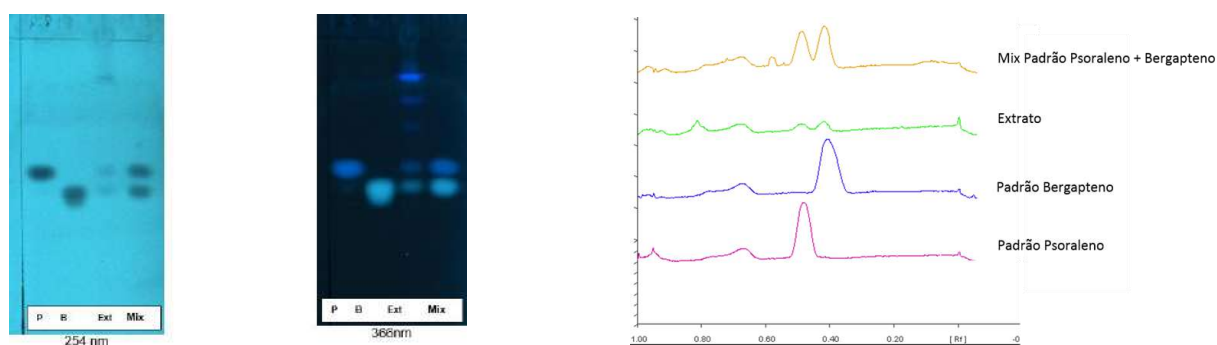 P B Ext Mix
254 nm
P B Ext Mix
366nm
Mix Padrão Psoraleno + Bergapteno
Extrato
Padrão Bergapteno
Padrão Psoraleno
1.00 0.80 0.60 0.40 0.20 [ Rf ] -0